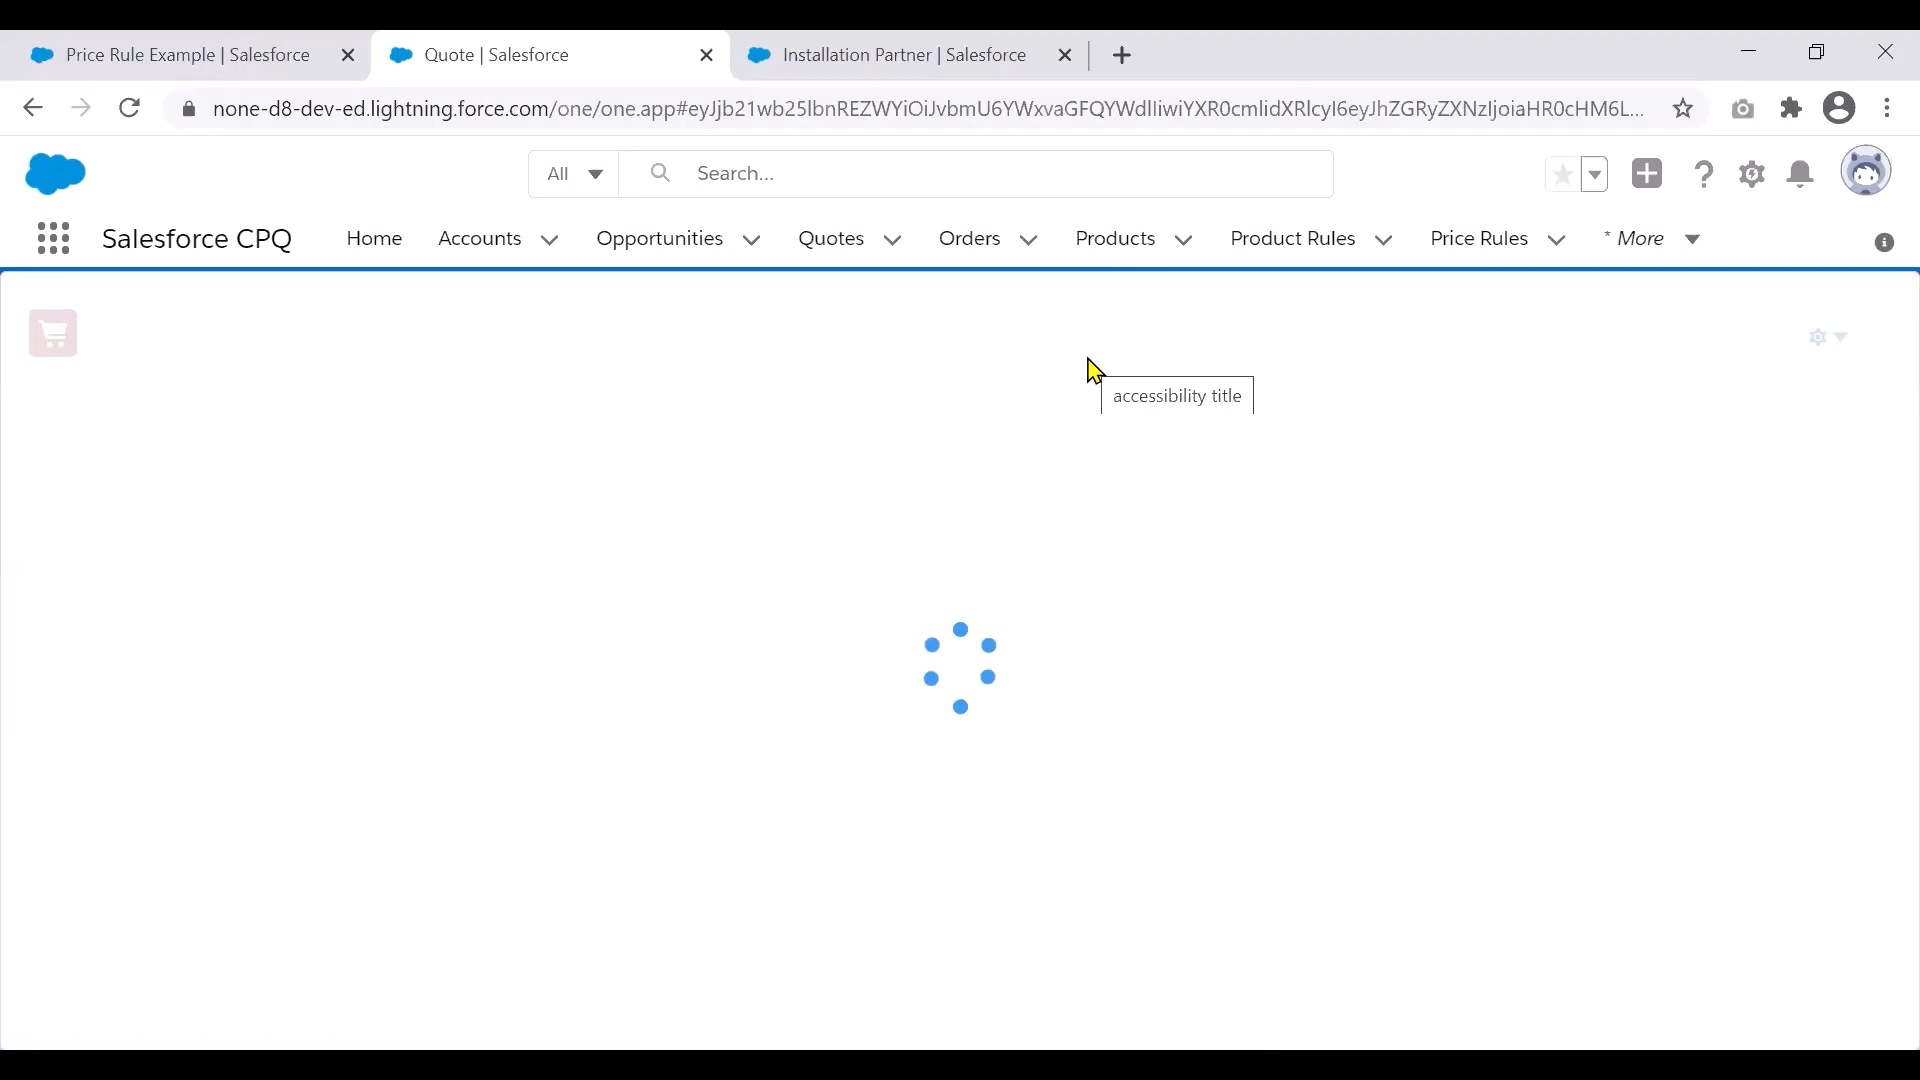 Price Rule Example | Salesforce
Quote | Salesforce
Installation Partner | Salesforce
none-d8-dev-ed.lightning.force.com/one/one.app#eyJjb21wb25lbnREZWYiOiJvbmU6YWxvaGFQYWdlIiwiYXR0cmlidXRlcyI6eyJhZGRyZXNzIjoiaHR0cHM6L...
All
Search...
Salesforce CPQ
Home
Accounts
Opportunities
Quotes
Orders
Products
Product Rules
Price Rules
* More
accessibility title